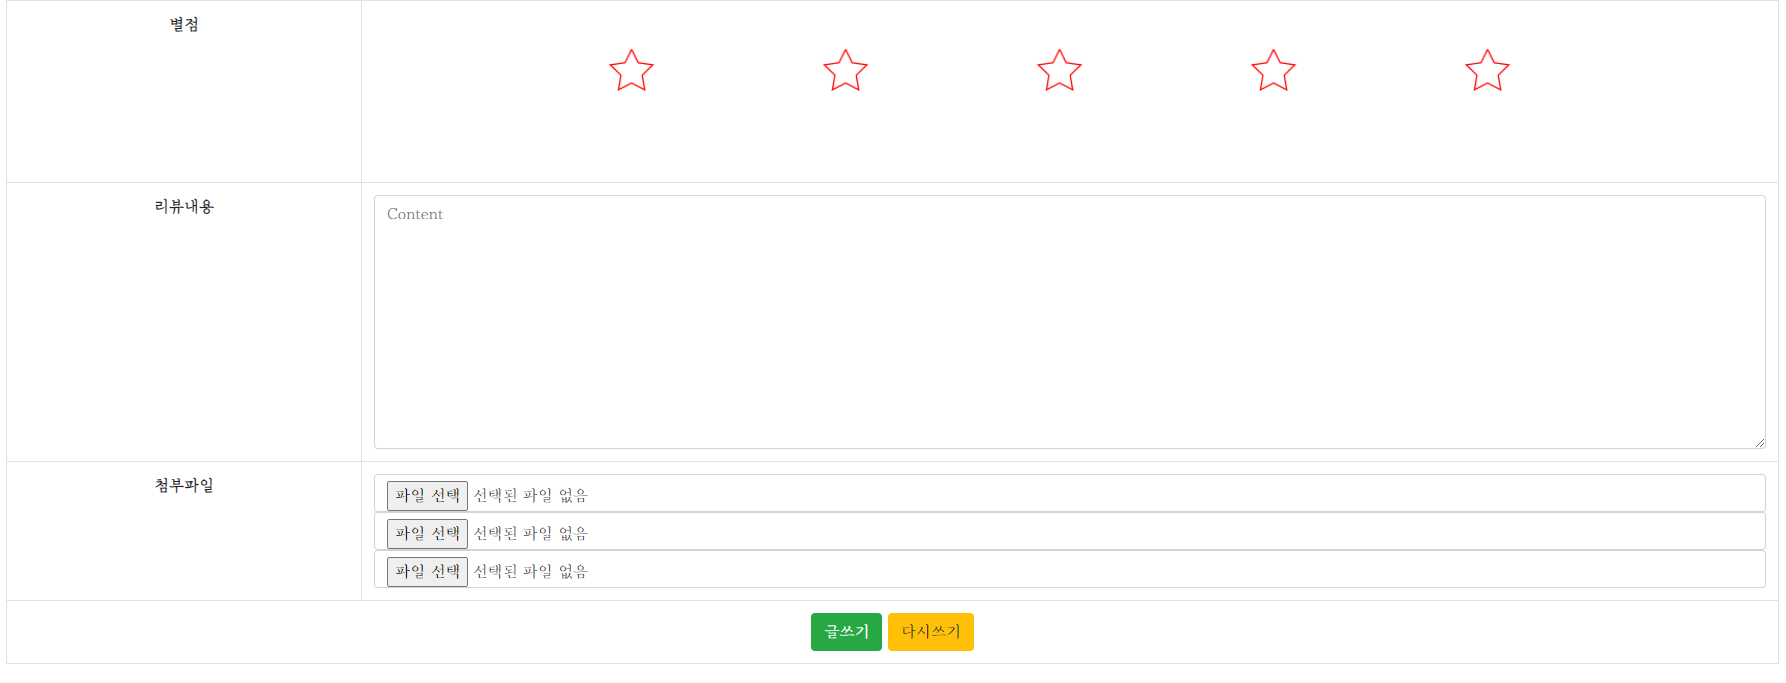 별점
리뷰내용
Content
첨부파일
파일 선택 선택된 파일 없음
파일 선택 선택된 파일 없음
파일 선택 선택된 파일 없음
글쓰기 다시쓰기